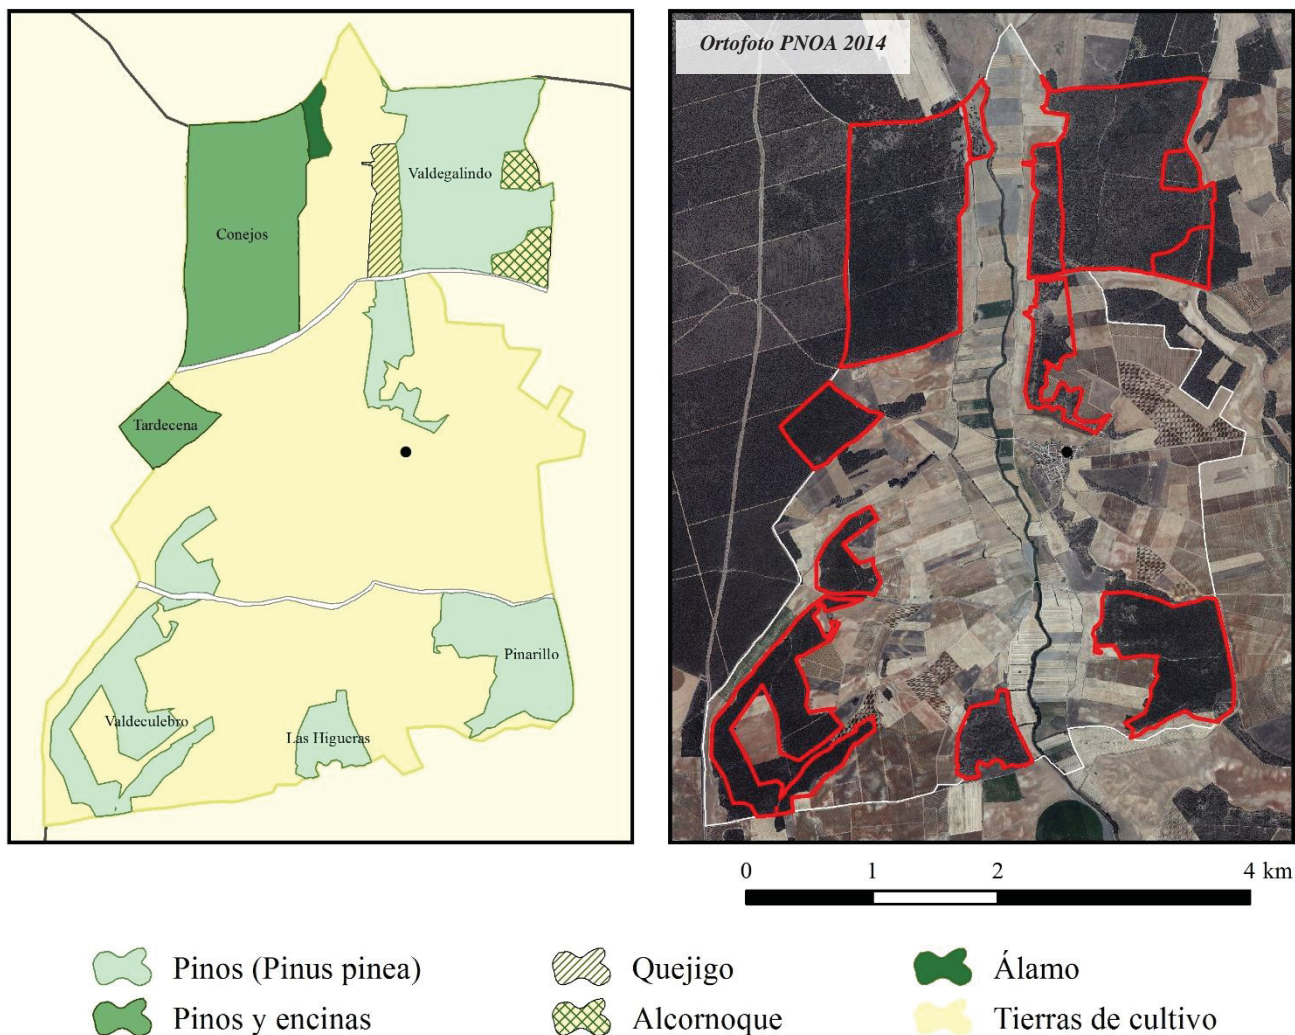 Ortofoto PNOA 2014
Valdegalindo
Conejos
Tardecena
Pinarillo
Valdeculebro
Las Higueras
0 1 2 4 km
Pinos (Pinus pinea)
Quejigo
Álamo
Pinos y encinas
Alcornoque
Tierras de cultivo